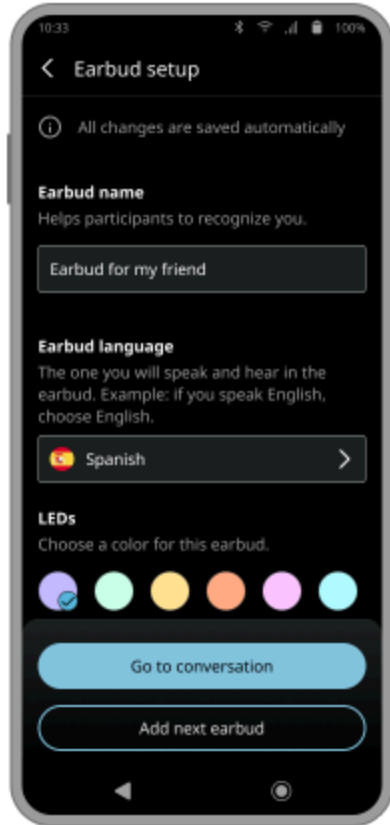 10:33
100%
Earbud setup
All changes are saved automatically
Earbud name
Helps participants to recognize you.
Earbud for my friend
Earbud language
The one you will speak and hear in the
earbud. Example: if you speak English,
choose English.
Spanish
LEDs
Choose a color for this earbud.
Go to conversation
Add next earbud